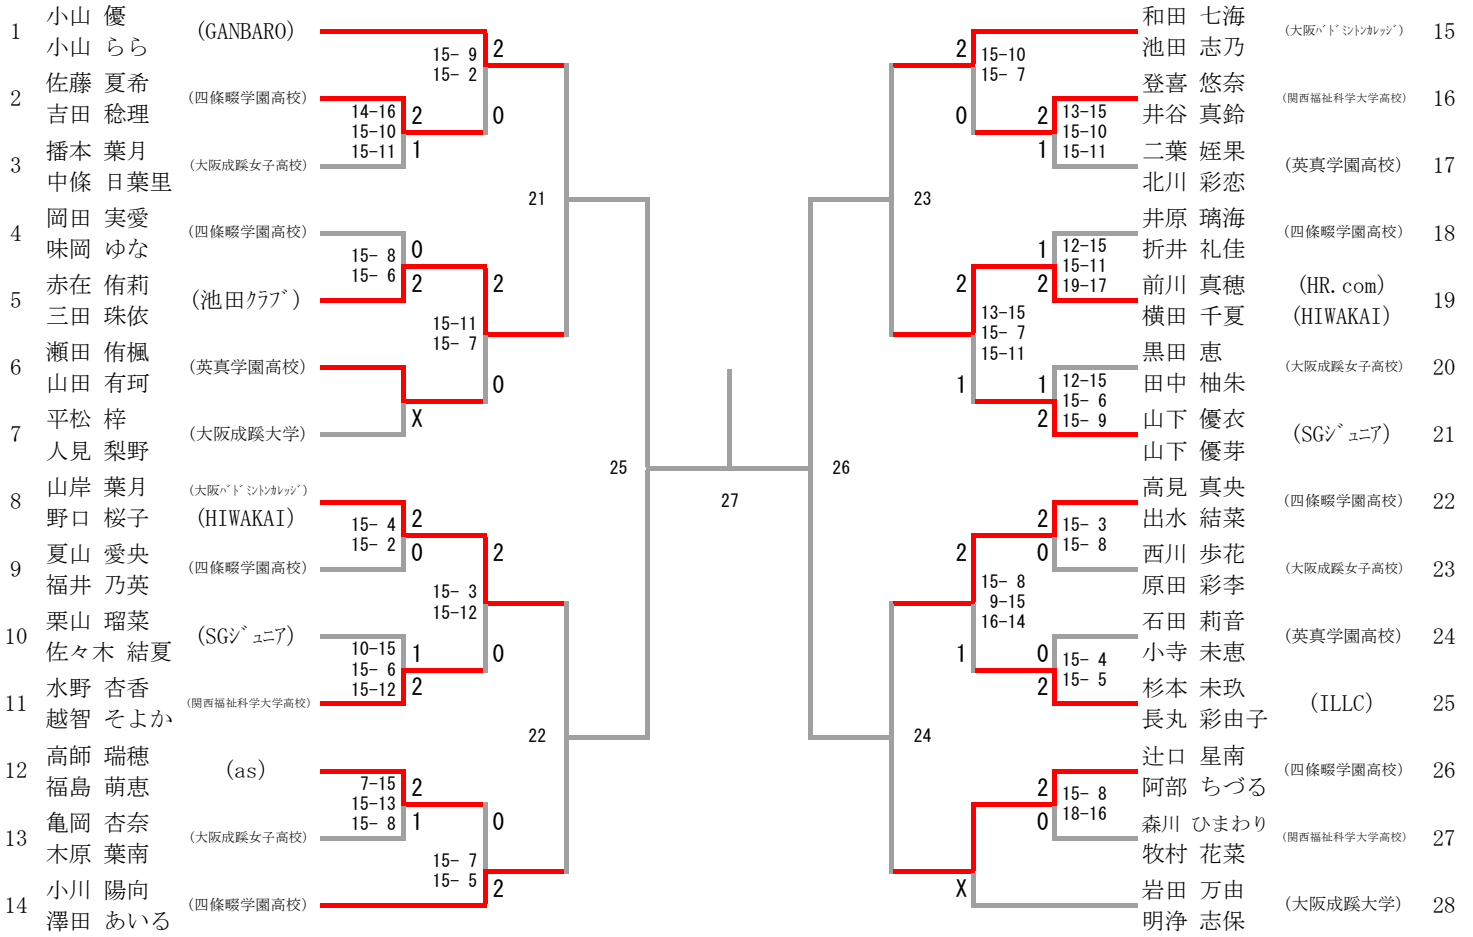 1 小山 優 (GANBARO)
小山 らら
2 佐藤 夏希 (四條畷学園高校)
吉田 稔理
3 播本 葉月 (大阪成蹊女子高校)
中條 日葉里
4 岡田 実愛 (四條畷学園高校)
味岡 ゆな
5 赤在 侑莉 (池田ｸﾗﾌﾞ)
三田 珠依
6 瀬田 侑楓 (英真学園高校)
山田 有珂
7 平松 梓 (大阪成蹊大学)
人見 梨野
8 山岸 葉月 (大阪ﾊﾞﾄﾞﾐﾝﾄﾝｶﾚｯｼﾞ)
野口 桜子 (HIWAKAI)
9 夏山 愛央 (四條畷学園高校)
福井 乃英
10 栗山 瑠菜 (SGｼﾞｭﾆｱ)
佐々木 結夏
11 水野 杏香 (関西福祉科学大学高校)
越智 そよか
12 高師 瑞穂 (as)
福島 萌恵
13 亀岡 杏奈 (大阪成蹊女子高校)
木原 葉南
14 小川 陽向 (四條畷学園高校)
澤田 あいる
15- 9 2
15- 2
0
14-16 2
15-10
15-11 1
15- 8 0
15- 6 2
2
15-11
15- 7
0
X
15- 4 2
15- 2 0
2
15- 3
15-12
0
10-15
15- 6 1
15-12 2
7-15 2
15-13
15- 8 1
0
15- 7
15- 5 2
21
22
25
27
26
23
24
2 15-10
15- 7
0
2 13-15
15-10
1 15-11
1 12-15
15-11
2 19-17
2
13-15
15- 7
15-11
1
1 12-15
15- 6
2 15- 9
2 15- 3
0 15- 8
2
15- 8
9-15
16-14
1
0 15- 4
2 15- 5
2 15- 8
0 18-16
X
和田 七海 (大阪ﾊﾞﾄﾞﾐﾝﾄﾝｶﾚｯｼﾞ) 15
池田 志乃
登喜 悠奈 (関西福祉科学大学高校) 16
井谷 真鈴
二葉 姪果 (英真学園高校) 17
北川 彩恋
井原 璃海 (四條畷学園高校) 18
折井 礼佳
前川 真穂 (HR.com) 19
横田 千夏 (HIWAKAI)
黒田 恵 (大阪成蹊女子高校) 20
田中 柚朱
山下 優衣 (SGｼﾞｭﾆｱ) 21
山下 優芽
高見 真央 (四條畷学園高校) 22
出水 結菜
西川 歩花 (大阪成蹊女子高校) 23
原田 彩李
石田 莉音 (英真学園高校) 24
小寺 未恵
杉本 未玖 (ILLC) 25
長丸 彩由子
辻口 星南 (四條畷学園高校) 26
阿部 ちづる
森川 ひまわり (関西福祉科学大学高校) 27
牧村 花菜
岩田 万由 (大阪成蹊大学) 28
明浄 志保